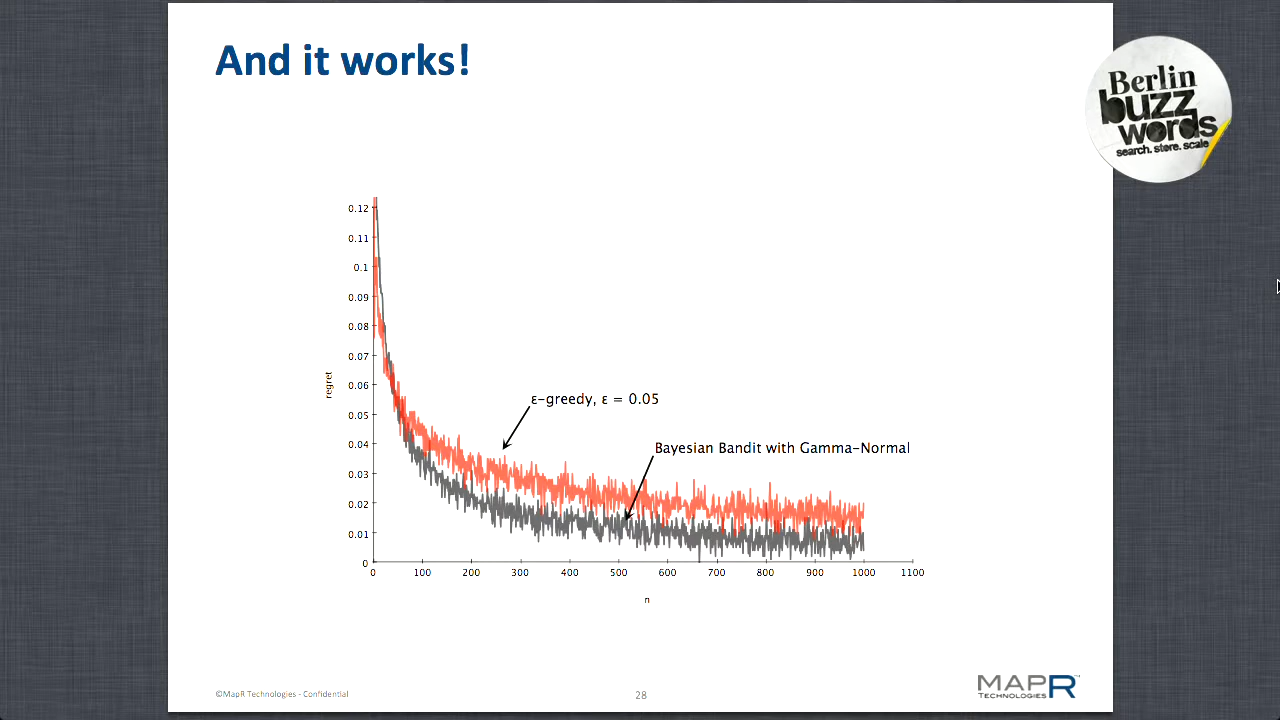 And it works!
Berlin
buzz
words
search. store. scale
0.12
0.11
0.1
0.09
0.08
0.07
0.06
0.05
0.04
0.03
0.02
0.01
0
regret
ε-greedy, ε = 0.05
Bayesian Bandit with Gamma-Normal
0 100 200 300 400 500 600 700 800 900 1000 1100
n
©MapR Technologies - Confidential
28
MAPR™
TECHNOLOGIES